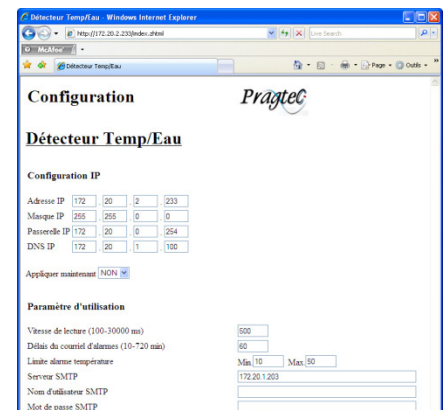 Détecteur Temp/Eau - Windows Internet Explorer
http://172.20.2.233/index.shtml
Live Search
McAfee
Détecteur Temp/Eau
Page
Outils
Configuration
Pragtec
Détecteur Temp/Eau
Configuration IP
Adresse IP 172 . 20 . 2 . 233
Masque IP 255 . 255 . 0 . 0
Passerelle IP 172 . 20 . 0 . 254
DNS IP 172 . 20 . 1 . 100
Appliquer maintenant NON
Paramètre d'utilisation
Vitesse de lecture (100-30000 ms) 500
Délais du courriel d'alarmes (10-720 min) 60
Limite alarme température Min. 10 Max. 50
Serveur SMTP 172.20.1.203
Nom d'utilisateur SMTP
Mot de passe SMTP